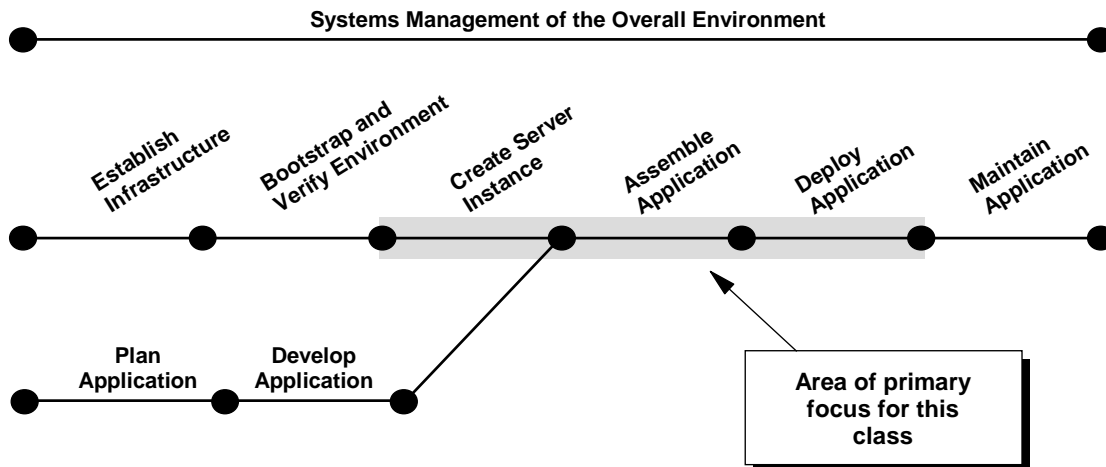 Systems Management of the Overall Environment
Establish
Infrastructure
Bootstrap and
Verify Environment
Create Server
Instance
Assemble
Application
Deploy
Application
Maintain
Application
Plan
Application
Develop
Application
Area of primary
focus for this
class